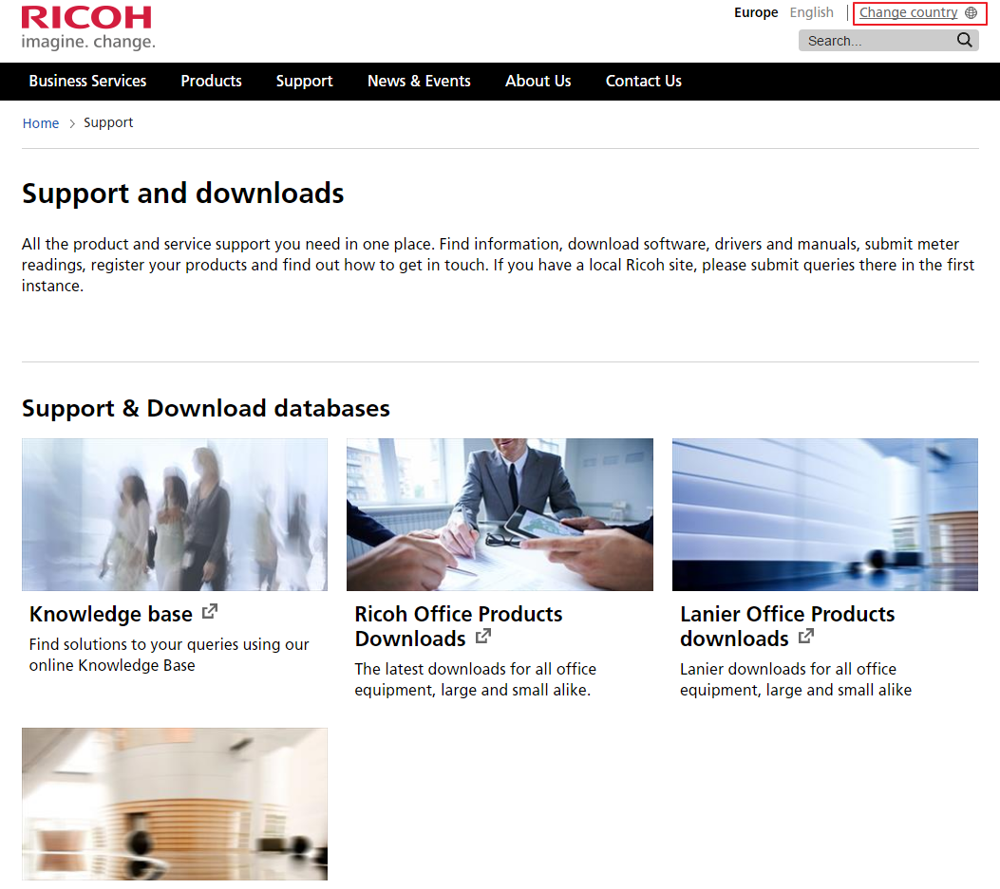 RICOH
imagine. change.
Europe English Change country
Search...
Business Services Products Support News & Events About Us Contact Us
Home > Support
Support and downloads
All the product and service support you need in one place. Find information, download software, drivers and manuals, submit meter
readings, register your products and find out how to get in touch. If you have a local Ricoh site, please submit queries there in the first
instance.
Support & Download databases
Knowledge base
Find solutions to your queries using our
online Knowledge Base
Ricoh Office Products
Downloads
The latest downloads for all office
equipment, large and small alike.
Lanier Office Products
downloads
Lanier downloads for all office
equipment, large and small alike